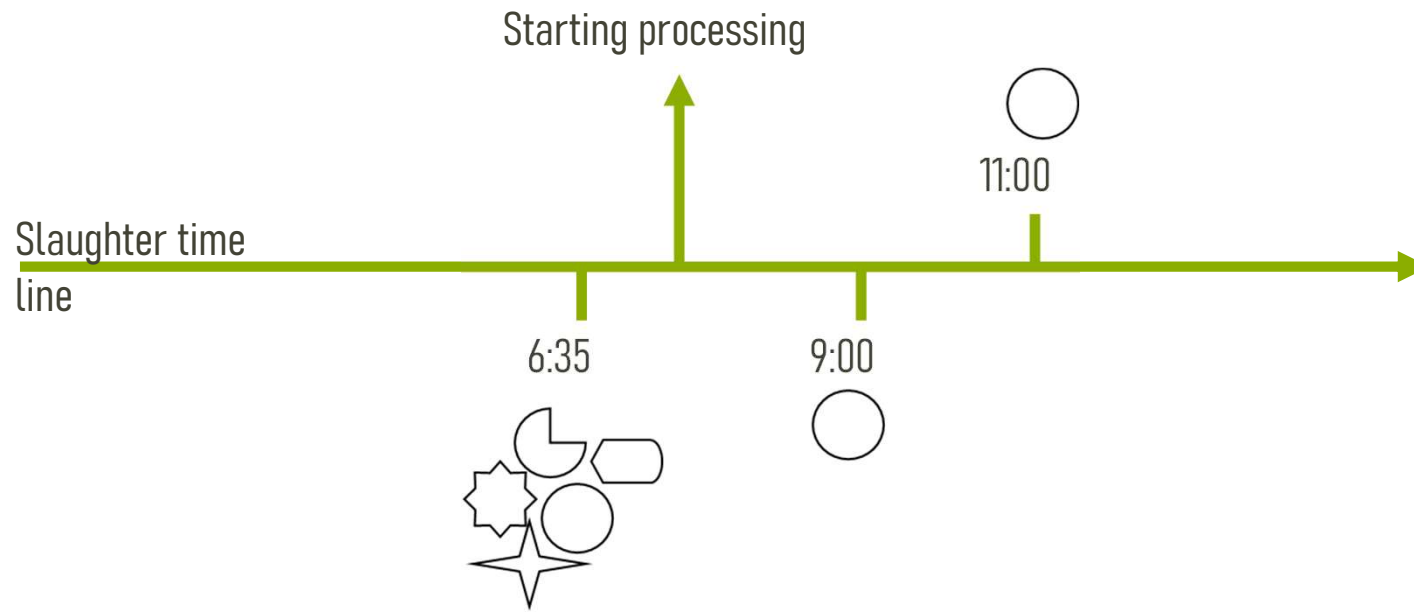 Starting processing
11:00
Slaughter time
line
6:35
9:00